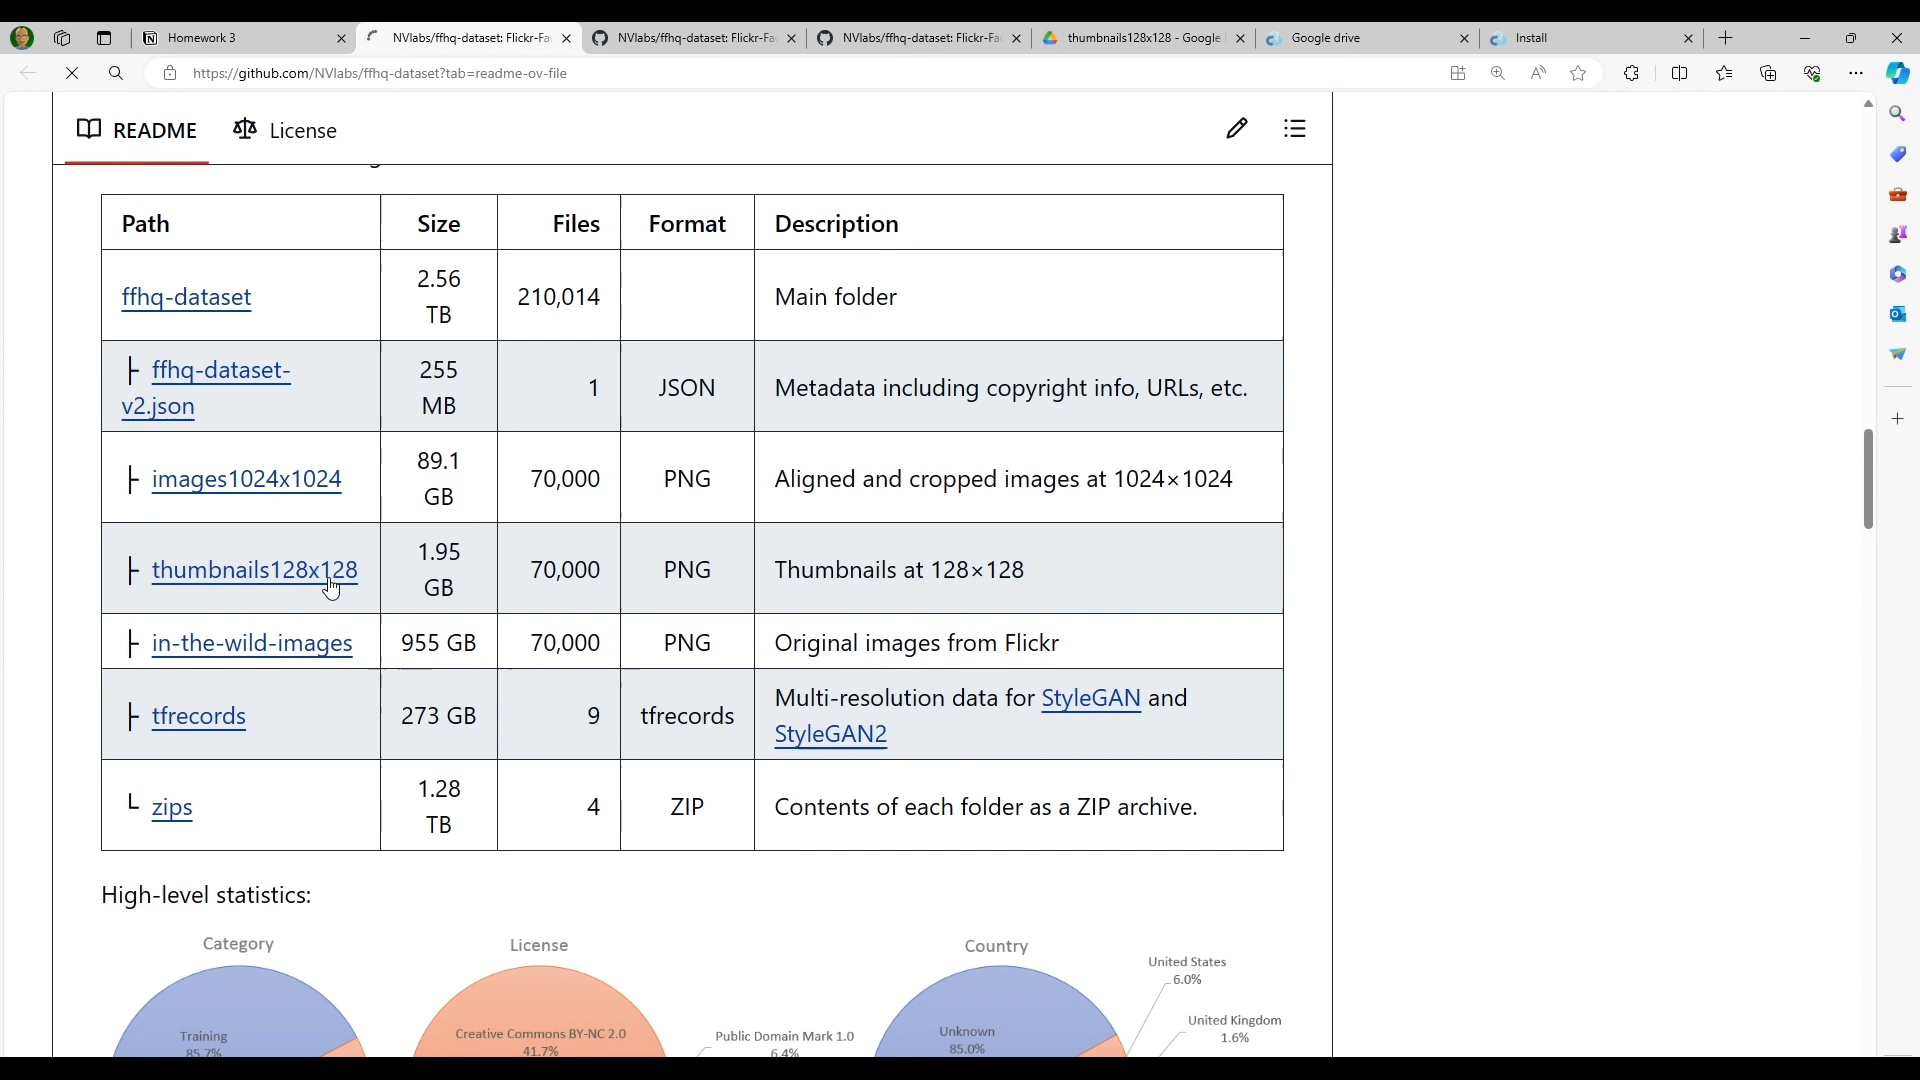 Homework 3
NVlabs/ffhq-dataset: Flickr-Fa
NVlabs/ffhq-dataset: Flickr-Fa
NVlabs/ffhq-dataset: Flickr-Fa
thumbnails128x128 - Google
Google drive
Install
https://github.com/NVlabs/ffhq-dataset?tab=readme-ov-file
README
License
Path Size Files Format Description
ffhq-dataset 2.56 TB 210,014 Main folder
├ ffhq-dataset-v2.json 255 MB 1 JSON Metadata including copyright info, URLs, etc.
├ images1024x1024 89.1 GB 70,000 PNG Aligned and cropped images at 1024×1024
├ thumbnails128x128 1.95 GB 70,000 PNG Thumbnails at 128×128
├ in-the-wild-images 955 GB 70,000 PNG Original images from Flickr
├ tfrecords 273 GB 9 tfrecords Multi-resolution data for StyleGAN and StyleGAN2
└ zips 1.28 TB 4 ZIP Contents of each folder as a ZIP archive.
High-level statistics:
Category
Training
85.7%
License
Creative Commons BY-NC 2.0
41.7%
Public Domain Mark 1.0
6.4%
Country
United States
6.0%
United Kingdom
1.6%
Unknown
85.0%